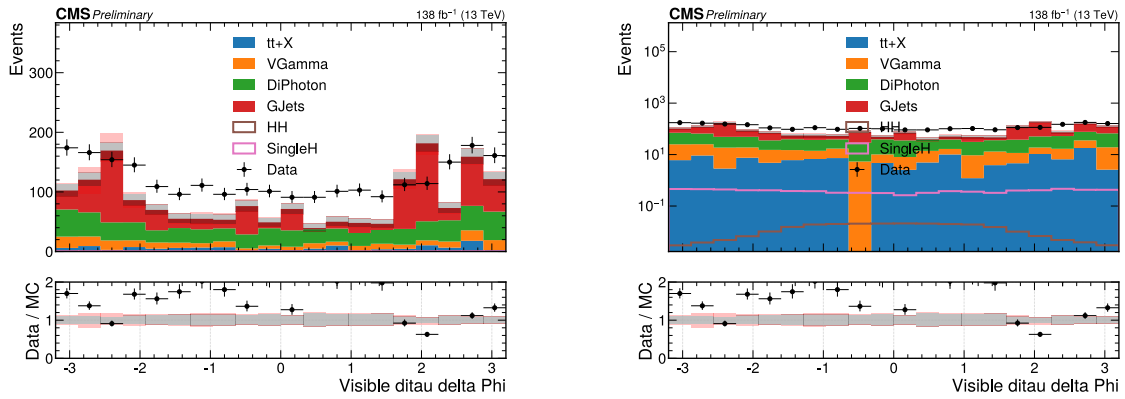 CMS Preliminary 138 fb⁻¹ (13 TeV)
Events
tt+X
VGamma
DiPhoton
GJets
HH
SingleH
Data
300
200
100
0
Data / MC
2
1
0
-3 -2 -1 0 1 2 3
Visible ditau delta Phi
CMS Preliminary 138 fb⁻¹ (13 TeV)
Events
tt+X
VGamma
DiPhoton
GJets
HH
SingleH
Data
10⁵
10³
10¹
10⁻¹
Data / MC
2
1
0
-3 -2 -1 0 1 2 3
Visible ditau delta Phi